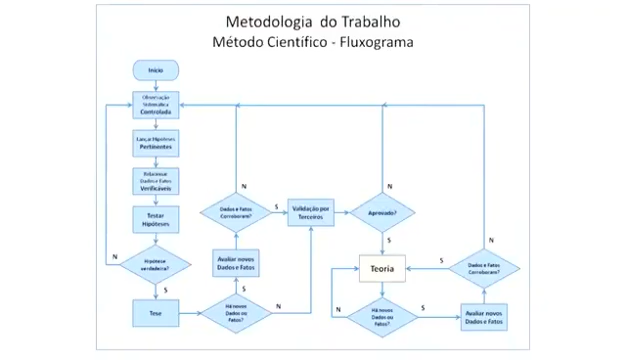 Metodologia do Trabalho
Método Científico - Fluxograma
Início
Observação
Sistemática
Controlada
Lançar Hipóteses
Pertinentes
Relacionar
Dados e Fatos
Verificáveis
Testar
Hipóteses
Hipótese
verdadeira?
N
S
Tese
Dados e Fatos
Corroboram?
N
S
Avaliar novos
Dados e Fatos
S
Há novos
Dados ou
Fatos?
N
Validação por
Terceiros
Aprovado?
N
S
Teoria
S
Há novos
Dados ou
Fatos?
N
S
Dados e Fatos
Corroboram?
N
Avaliar novos
Dados e Fatos